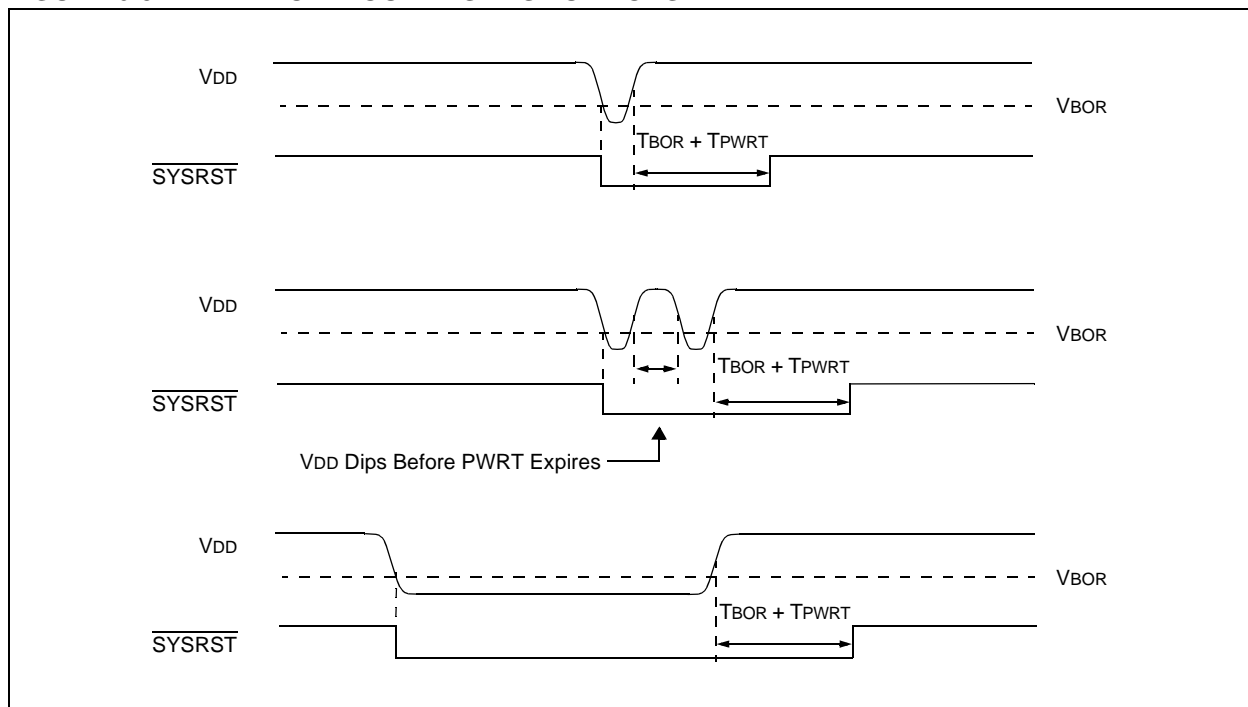 VDD
VBOR
TBOR + TPWRT
SYSRST
VDD
VBOR
TBOR + TPWRT
SYSRST
VDD Dips Before PWRT Expires
VDD
VBOR
TBOR + TPWRT
SYSRST